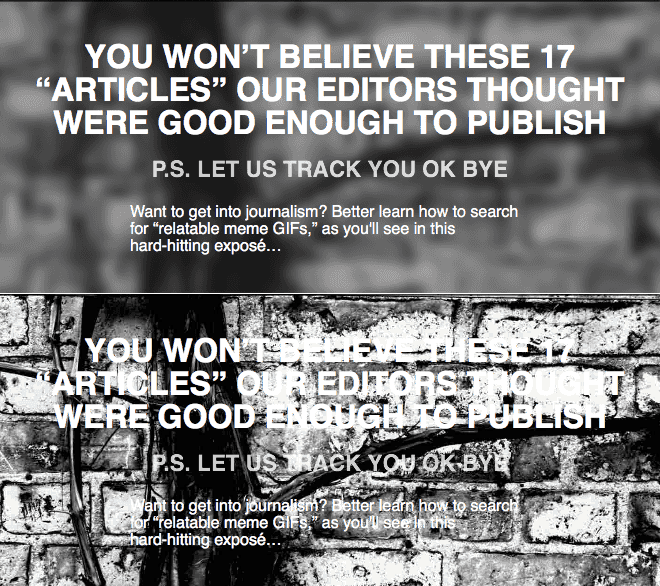 YOU WON’T BELIEVE THESE 17
“ARTICLES” OUR EDITORS THOUGHT
WERE GOOD ENOUGH TO PUBLISH
P.S. LET US TRACK YOU OK BYE
Want to get into journalism? Better learn how to search
for “relatable meme GIFs,” as you'll see in this
hard-hitting exposé…
YOU WON’T BELIEVE THESE 17
“ARTICLES” OUR EDITORS THOUGHT
WERE GOOD ENOUGH TO PUBLISH
P.S. LET US TRACK YOU OK BYE
Want to get into journalism? Better learn how to search
for “relatable meme GIFs,” as you'll see in this
hard-hitting exposé…